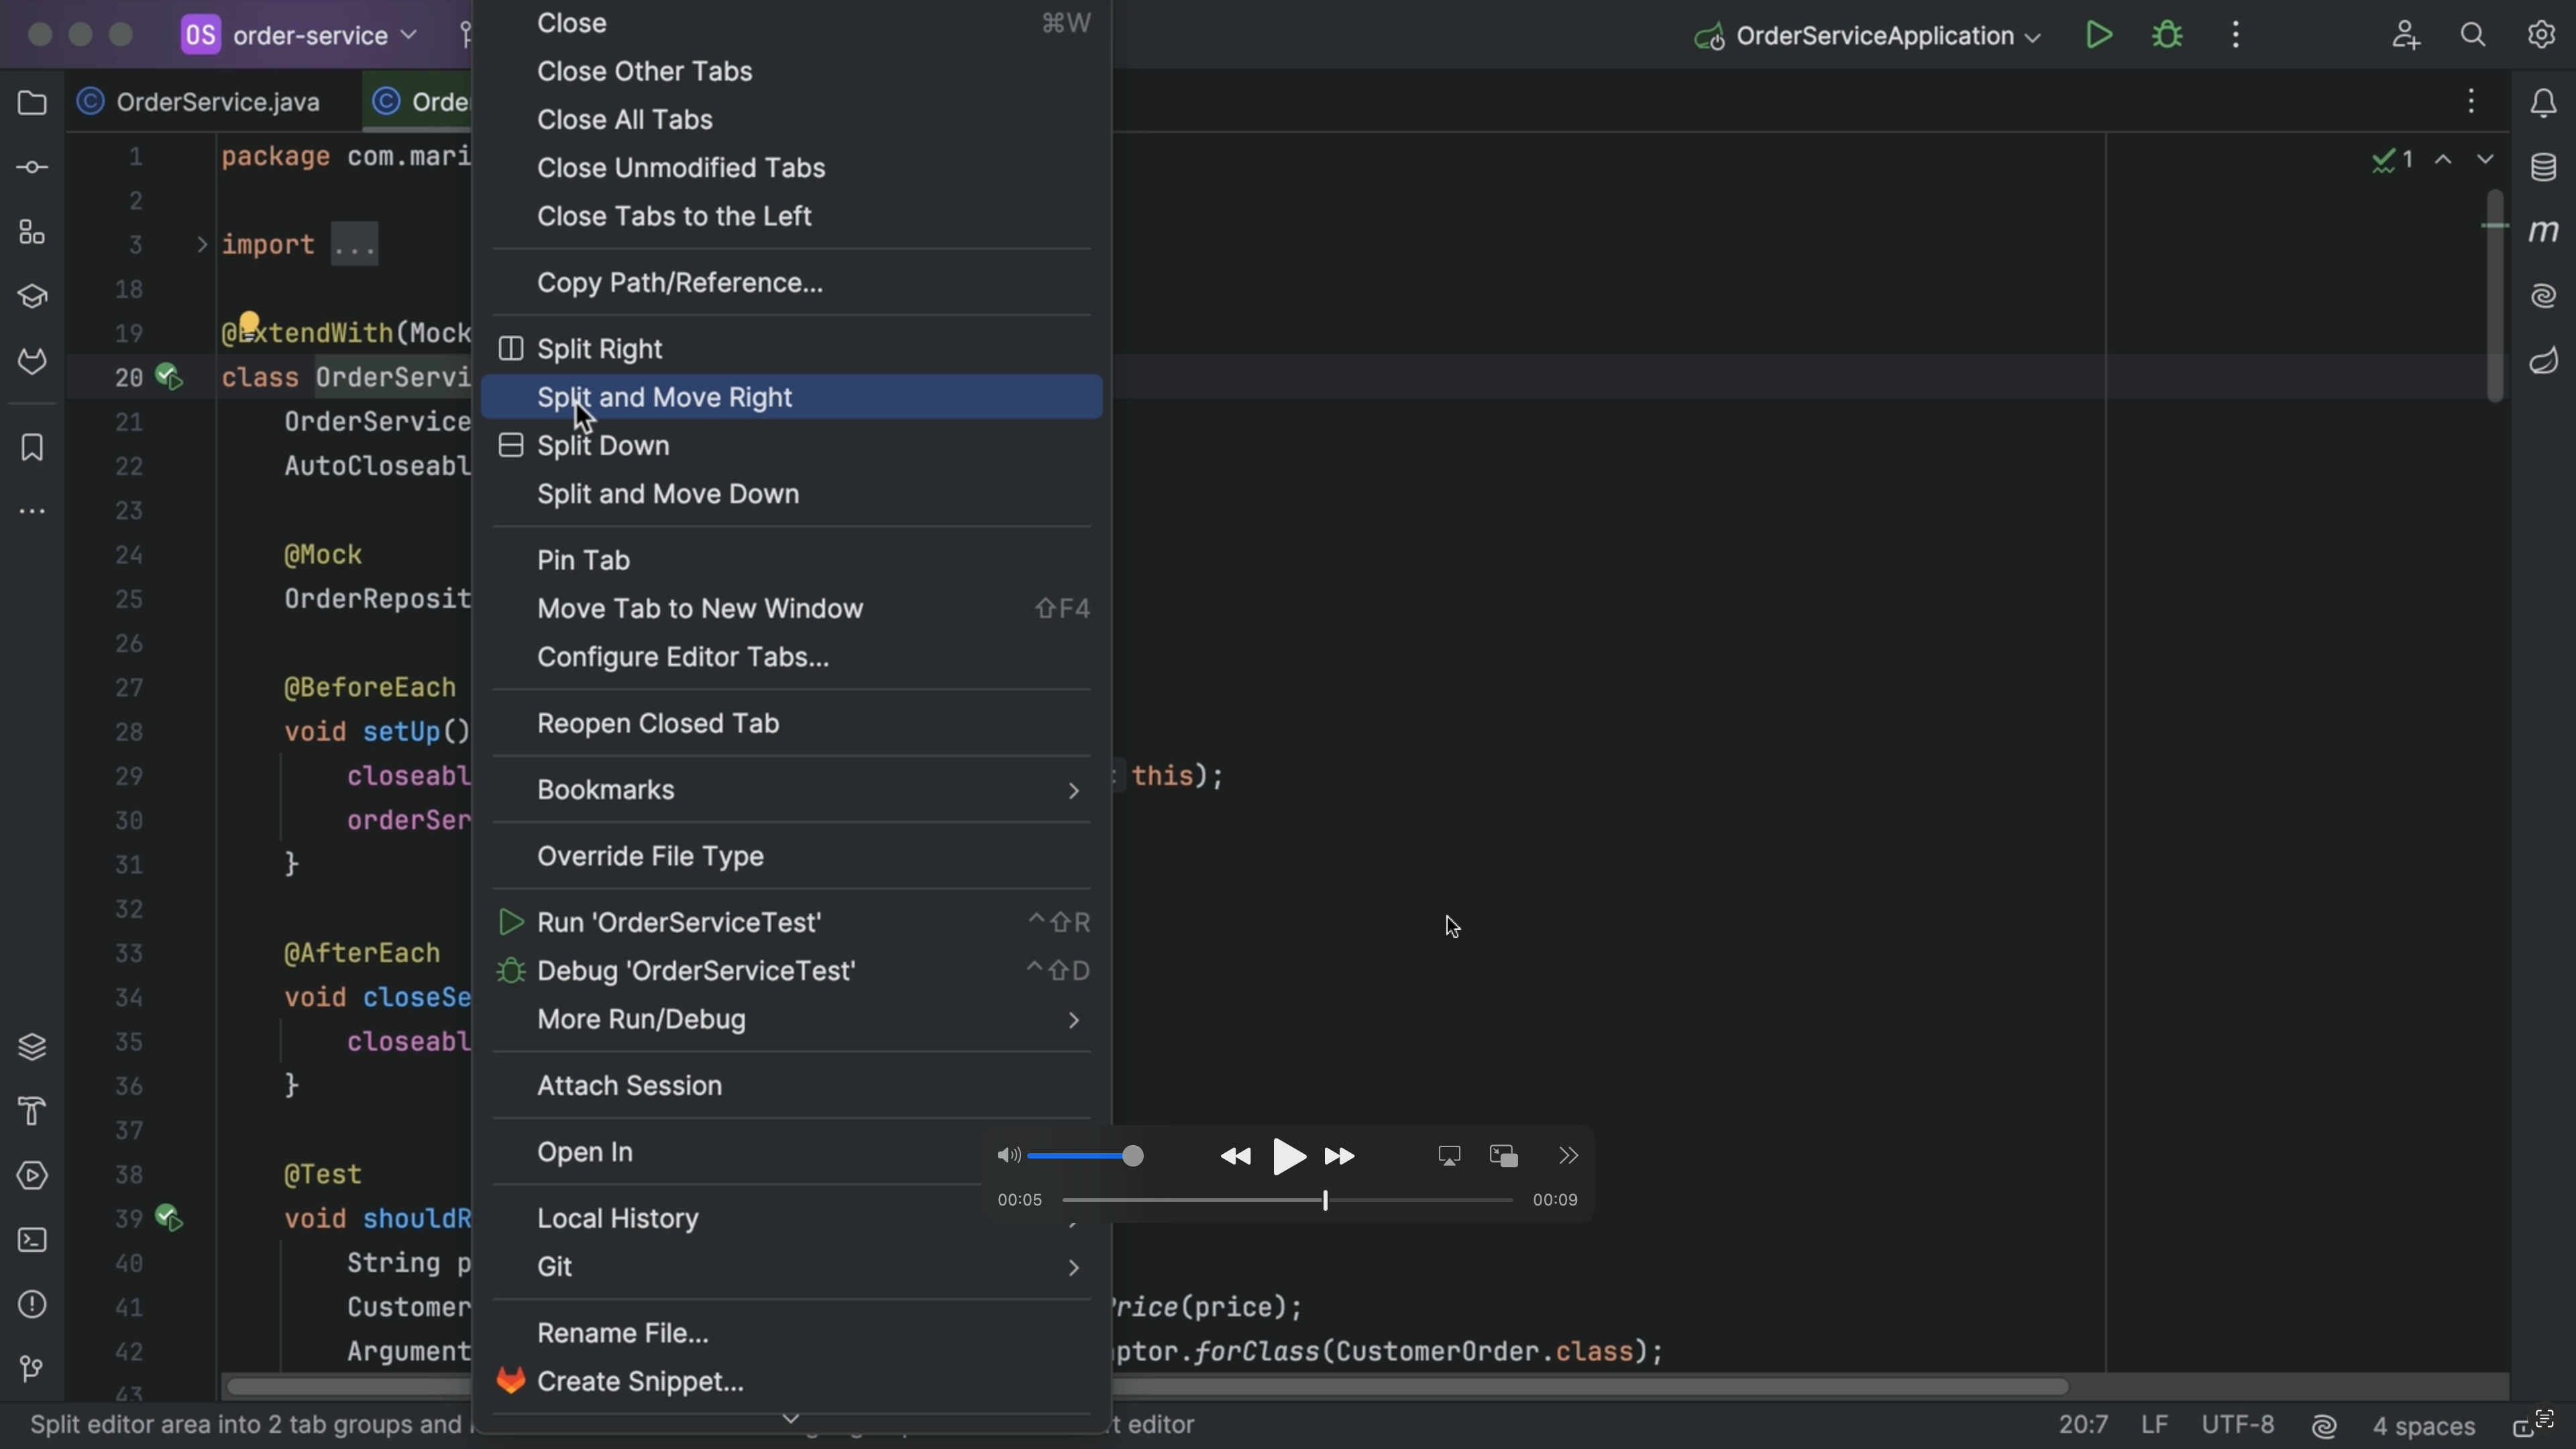 OS order-service
OrderServiceApplication
OrderService.java
Orde
1 package com.mari
2
3 import ...
18
19 @ExtendWith(Mock
20 class OrderServi
21 OrderService
22 AutoCloseabl
23
24 @Mock
25 OrderReposit
26
27 @BeforeEach
28 void setUp()
29 closeabl : this);
30 orderSer
31 }
32
33 @AfterEach
34 void closeSe
35 closeabl
36 }
37
38 @Test
39 void shouldR
40 String p
41 Customer Price(price);
42 Argument ptor.forClass(CustomerOrder.class);
43
Close ⌘W
Close Other Tabs
Close All Tabs
Close Unmodified Tabs
Close Tabs to the Left
Copy Path/Reference...
Split Right
Split and Move Right
Split Down
Split and Move Down
Pin Tab
Move Tab to New Window ⇧F4
Configure Editor Tabs...
Reopen Closed Tab
Bookmarks
Override File Type
Run 'OrderServiceTest' ^⇧R
Debug 'OrderServiceTest' ^⇧D
More Run/Debug
Attach Session
Open In
Local History
Git
Rename File...
Create Snippet...
1
m
00:05 00:09
Split editor area into 2 tab groups and t editor
20:7 LF UTF-8 4 spaces